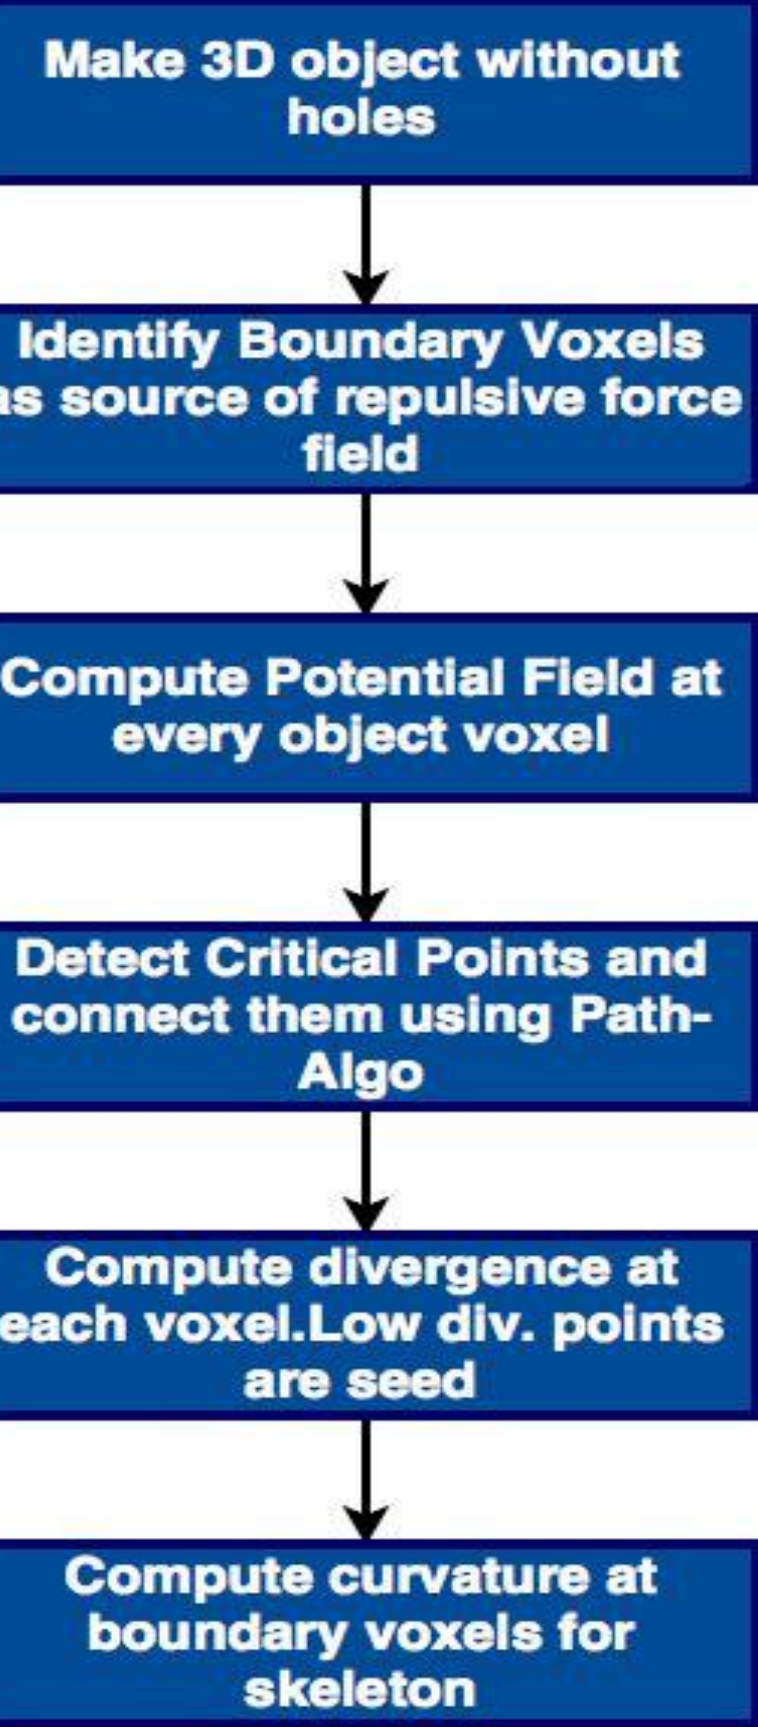 Make 3D object without
holes
Identify Boundary Voxels
as source of repulsive force
field
Compute Potential Field at
every object voxel
Detect Critical Points and
connect them using Path-
Algo
Compute divergence at
each voxel.Low div. points
are seed
Compute curvature at
boundary voxels for
skeleton